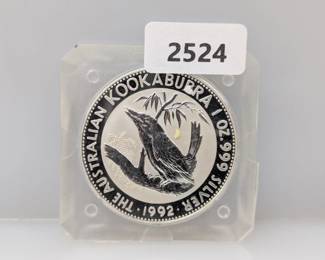 2524
THE AUSTRALIAN KOOKABURRA 1 OZ. 999 SILVER
· 1992 ·